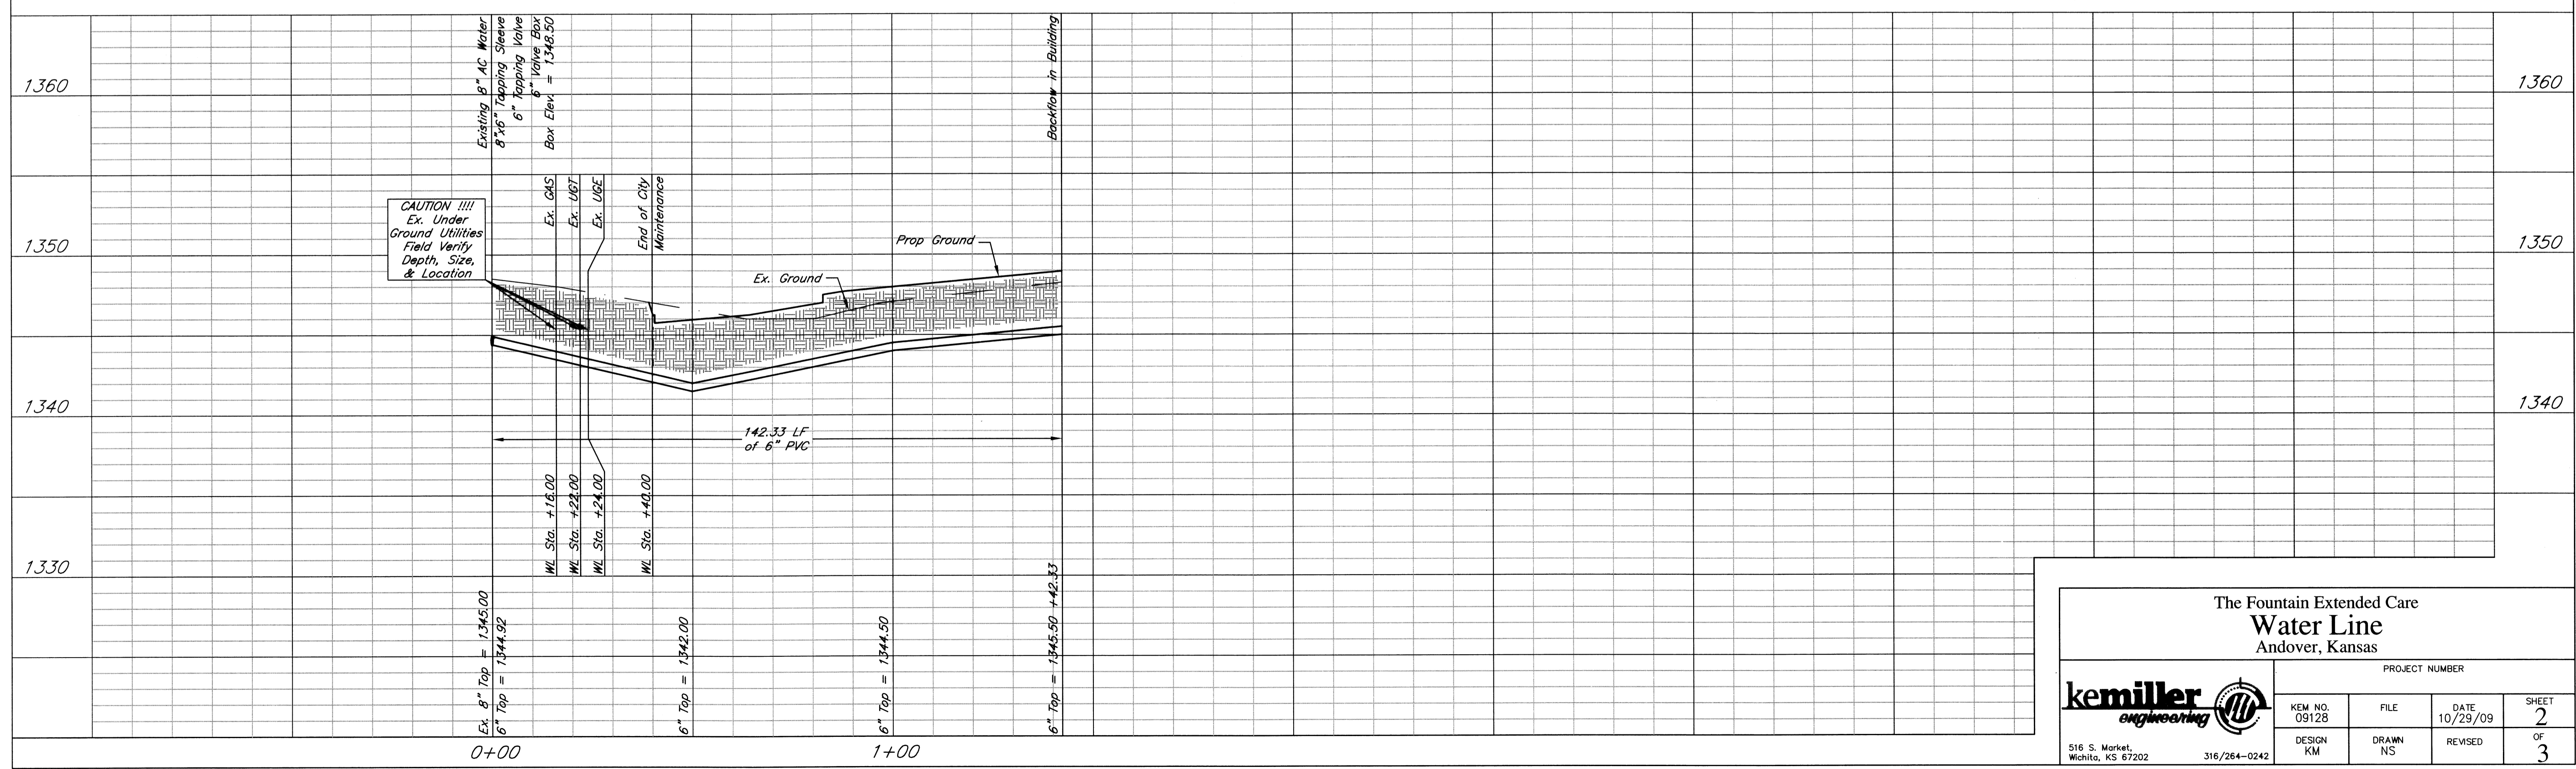 Existing 8" AC Water
8"x6" Tapping Sleeve
6" Tapping Valve
6" Valve Box
Box Elev. = 1348.50
Backflow in Building
1360
1360
CAUTION !!!!
Ex. Under
Ground Utilities
Field Verify
Depth, Size,
& Location
Ex. GAS
Ex. UGT
Ex. UGE
End of City
Maintenance
1350
Prop Ground
Ex. Ground
1350
1340
1340
142.33 LF
of 6" PVC
WL Sta. +16.00
WL Sta. +22.00
WL Sta. +24.00
WL Sta. +40.00
1330
Ex. 8" Top = 1345.00
6" Top = 1344.92
6" Top = 1342.00
6" Top = 1344.50
6" Top = 1345.50 +42.33
0+00
1+00
The Fountain Extended Care
Water Line
Andover, Kansas
PROJECT NUMBER
kemiller
engineering
516 S. Market,
Wichita, KS 67202
316/264-0242
KEM NO.
09128
FILE
DATE
10/29/09
SHEET
2
DESIGN
KM
DRAWN
NS
REVISED
OF
3